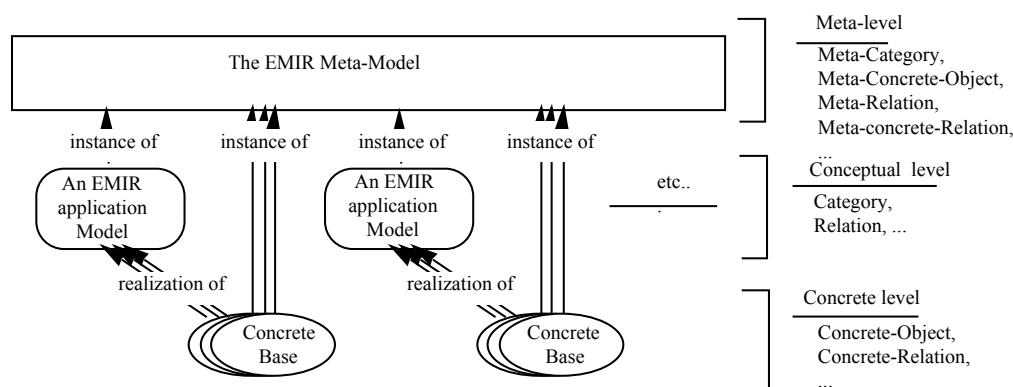 Meta-level
The EMIR Meta-Model
Meta-Category,
Meta-Concrete-Object,
Meta-Relation,
Meta-concrete-Relation,
...
instance of
instance of
instance of
instance of
An EMIR
application
Model
An EMIR
application
Model
etc..
Conceptual level
Category,
Relation, ...
realization of
realization of
Concrete
Base
Concrete
Base
Concrete level
Concrete-Object,
Concrete-Relation,
...